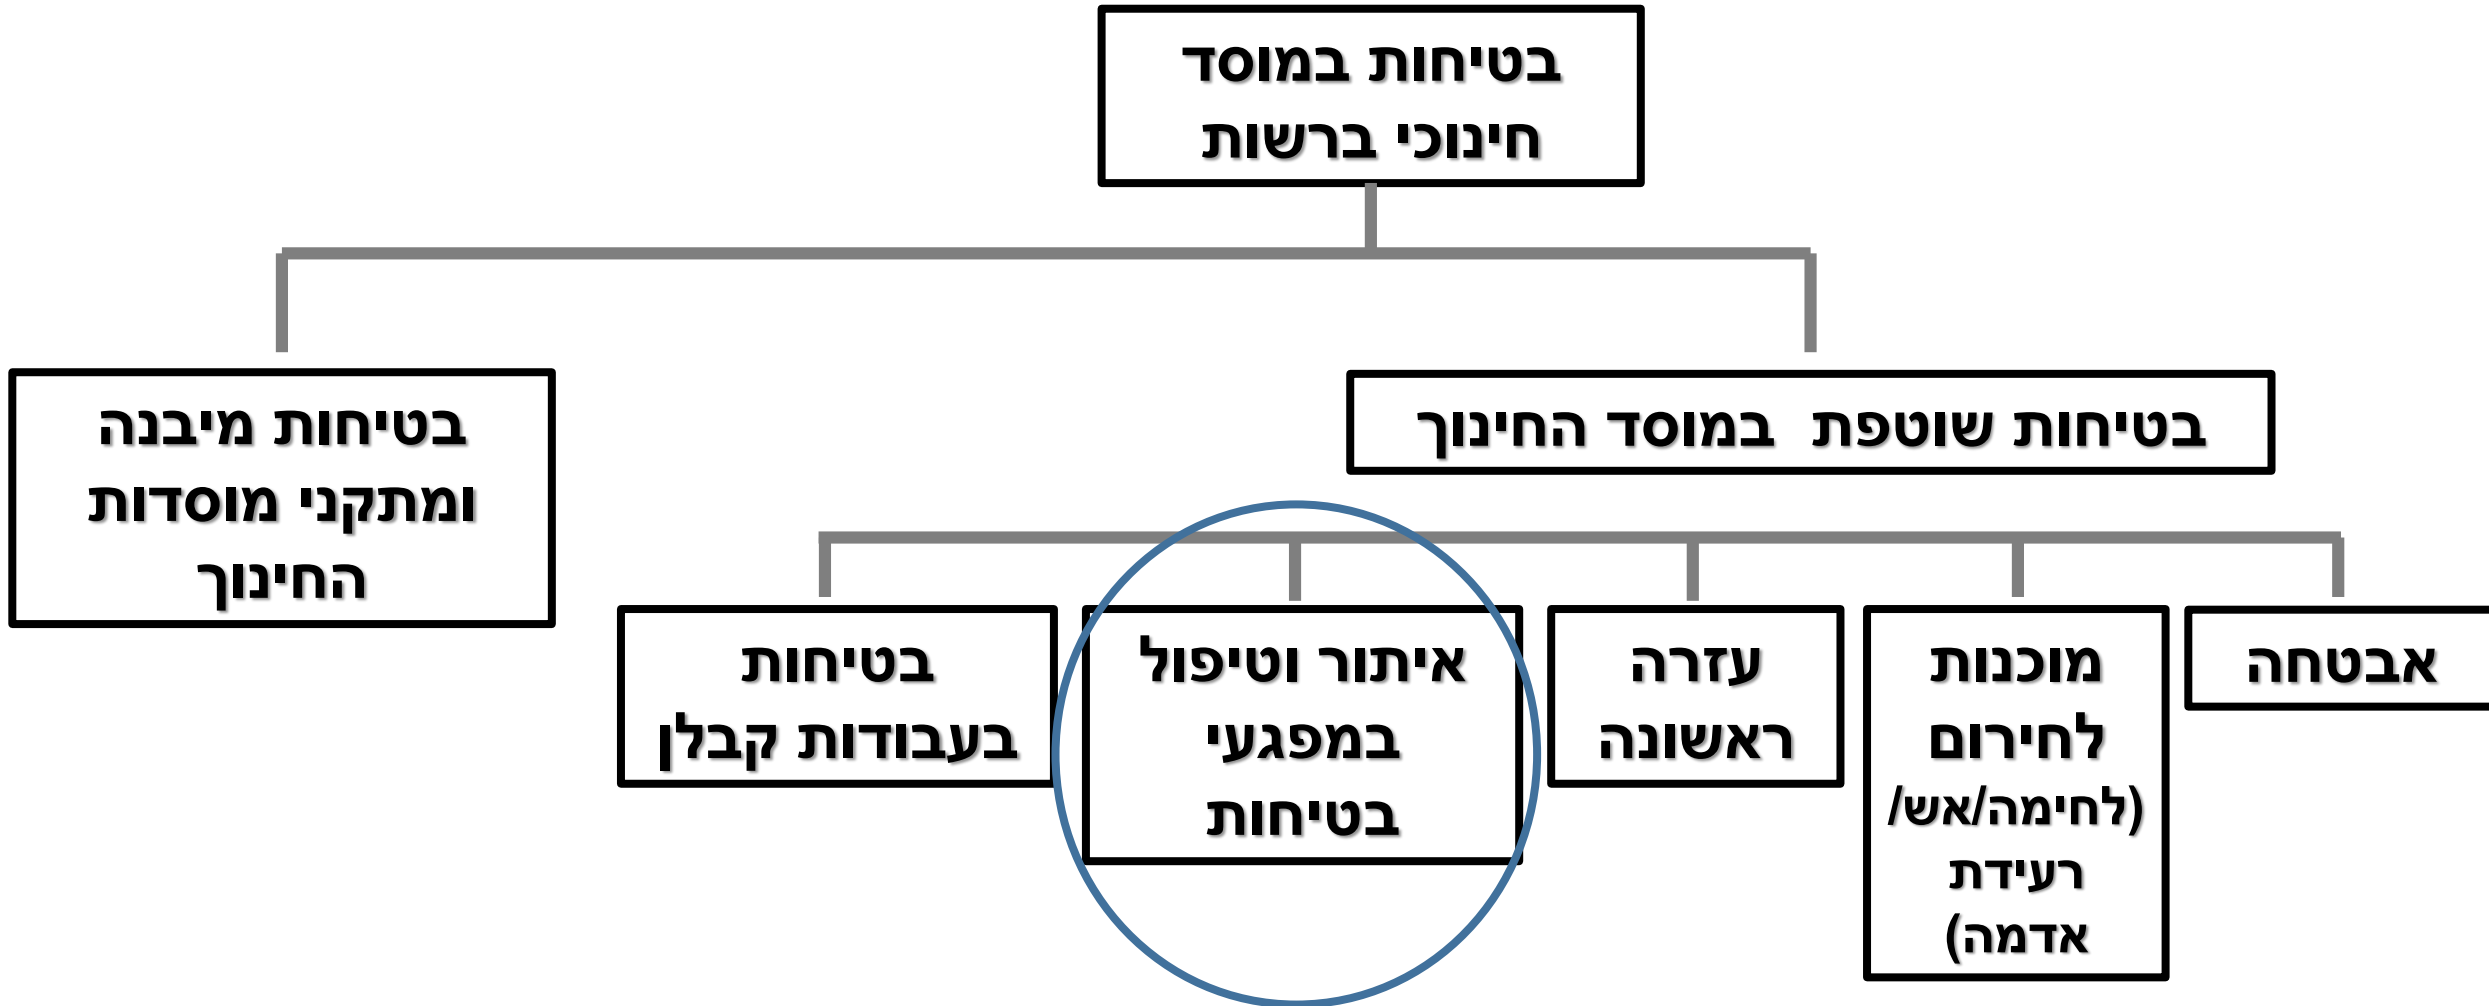 בטיחות במוסד
חינוכי ברשות
בטיחות שוטפת במוסד החינוך
בטיחות מיבנה
ומתקני מוסדות
החינוך
אבטחה
מוכנות
לחירום
(לחימה/אש/
רעידת
אדמה)
עזרה
ראשונה
איתור וטיפול
במפגעי
בטיחות
בטיחות
בעבודות קבלן